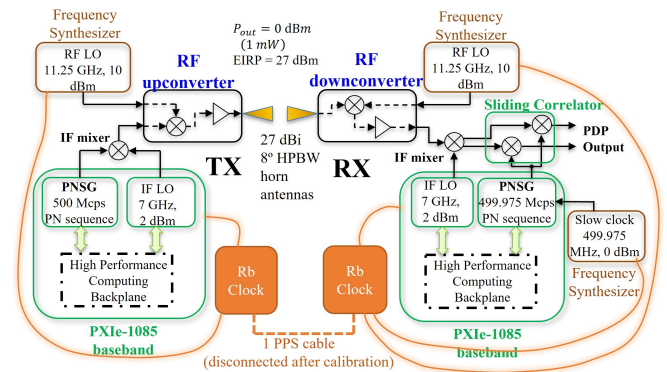 Frequency
Synthesizer
RF LO
11.25 GHz, 10
dBm
RF
upconverter
P_out = 0 dBm
(1 mW)
EIRP = 27 dBm
RF
downconverter
Frequency
Synthesizer
RF LO
11.25 GHz, 10
dBm
Sliding Correlator
PDP
Output
IF mixer
TX
27 dBi
8º HPBW
horn
antennas
RX
IF mixer
PNSG
500 Mcps
PN sequence
IF LO
7 GHz,
2 dBm
High Performance
Computing
Backplane
PXIe-1085
baseband
Rb
Clock
1 PPS cable
(disconnected after calibration)
Rb
Clock
IF LO
7 GHz,
2 dBm
PNSG
499.975 Mcps
PN sequence
High Performance
Computing
Backplane
PXIe-1085
baseband
Slow clock
499.975
MHz, 0 dBm
Frequency
Synthesizer